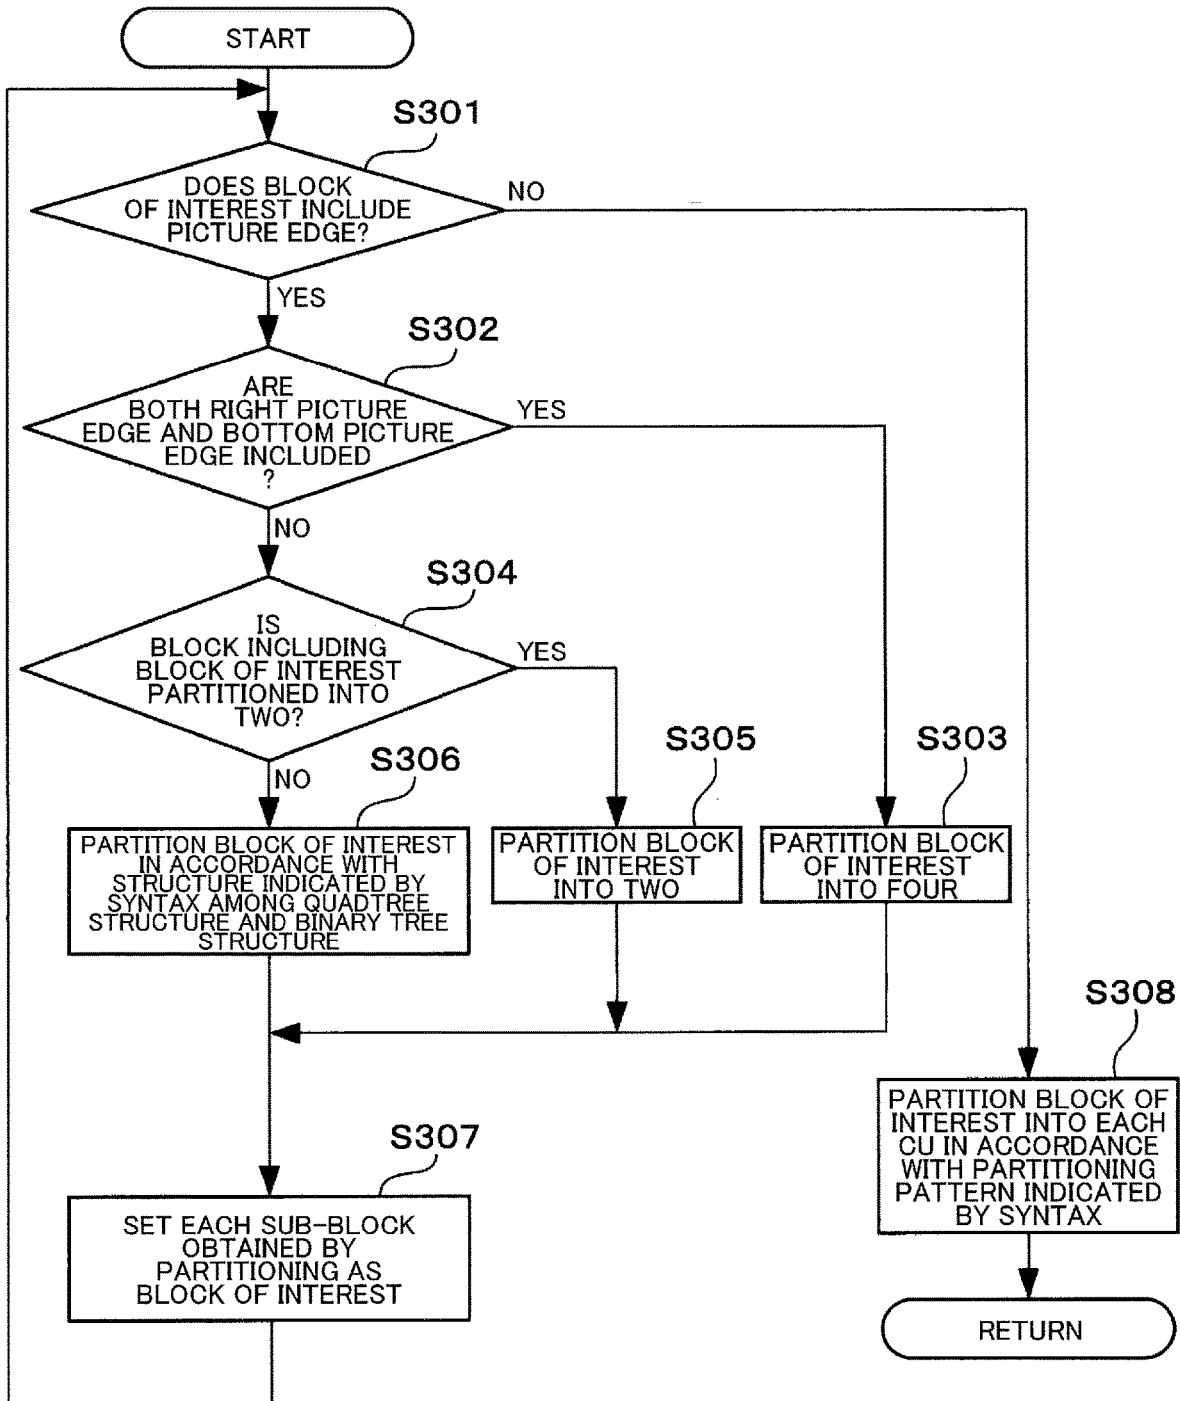 START
S301
DOES BLOCK
OF INTEREST INCLUDE
PICTURE EDGE?
NO
YES
S302
ARE
BOTH RIGHT PICTURE
EDGE AND BOTTOM PICTURE
EDGE INCLUDED
?
YES
NO
S304
IS
BLOCK INCLUDING
BLOCK OF INTEREST
PARTITIONED INTO
TWO?
YES
NO
S306
PARTITION BLOCK OF INTEREST
IN ACCORDANCE WITH
STRUCTURE INDICATED BY
SYNTAX AMONG QUADTREE
STRUCTURE AND BINARY TREE
STRUCTURE
S305
PARTITION BLOCK
OF INTEREST
INTO TWO
S303
PARTITION BLOCK
OF INTEREST
INTO FOUR
S307
SET EACH SUB-BLOCK
OBTAINED BY
PARTITIONING AS
BLOCK OF INTEREST
S308
PARTITION BLOCK OF
INTEREST INTO EACH
CU IN ACCORDANCE
WITH PARTITIONING
PATTERN INDICATED
BY SYNTAX
RETURN